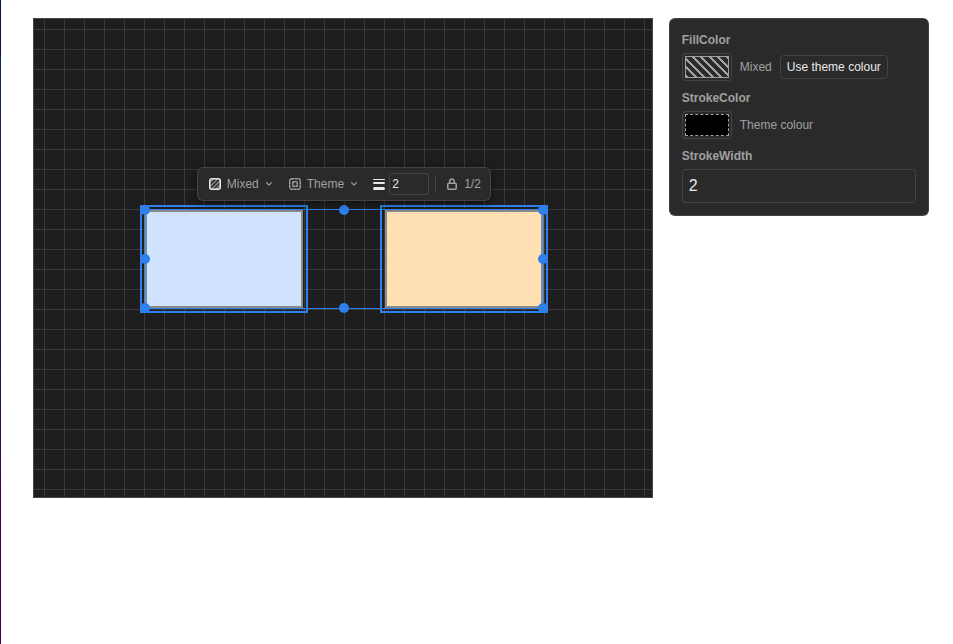 FillColor
Mixed Use theme colour
StrokeColor
Theme colour
StrokeWidth
2
Mixed Theme 2 1/2